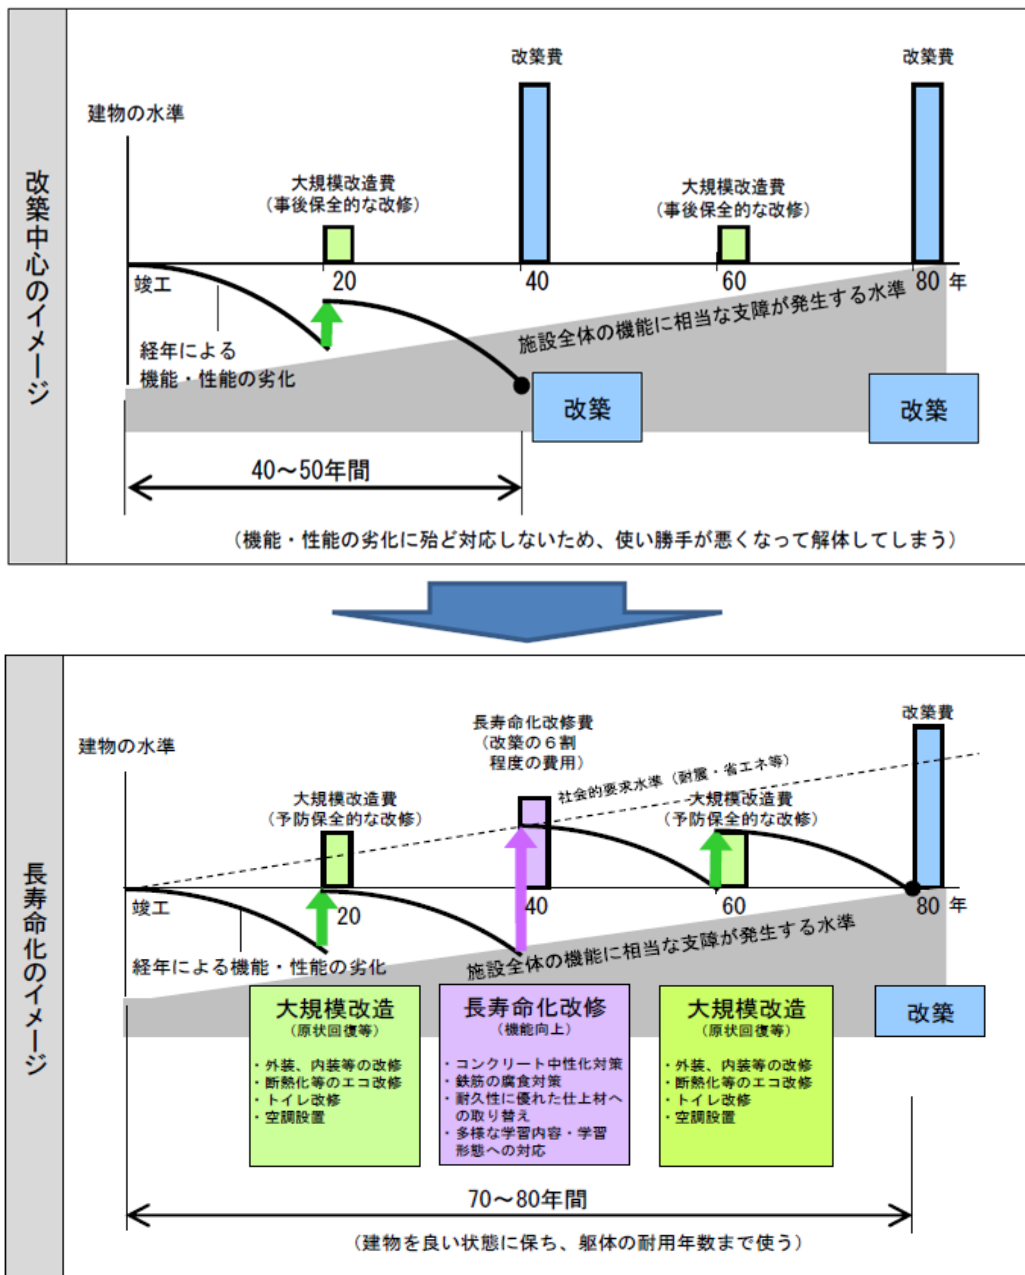 改築中心のイメージ
建物の水準
改築費
改築費
大規模改造費
（事後保全的な改修）
大規模改造費
（事後保全的な改修）
竣工
20
40
60
80 年
経年による
機能・性能の劣化
施設全体の機能に相当な支障が発生する水準
改築
改築
40～50年間
（機能・性能の劣化に殆ど対応しないため、使い勝手が悪くなって解体してしまう）
長寿命化のイメージ
建物の水準
長寿命化改修費
（改築の６割
程度の費用）
改築費
社会的要求水準（耐震・省エネ等）
大規模改造費
（予防保全的な改修）
大規模改造費
（予防保全的な改修）
竣工
20
40
60
80 年
経年による機能・性能の劣化
施設全体の機能に相当な支障が発生する水準
大規模改造
（原状回復等）
・外装、内装等の改修
・断熱化等のエコ改修
・トイレ改修
・空調設置
長寿命化改修
（機能向上）
・コンクリート中性化対策
・鉄筋の腐食対策
・耐久性に優れた仕上材へ
の取り替え
・多様な学習内容・学習
形態への対応
大規模改造
（原状回復等）
・外装、内装等の改修
・断熱化等のエコ改修
・トイレ改修
・空調設置
改築
70～80年間
（建物を良い状態に保ち、躯体の耐用年数まで使う）